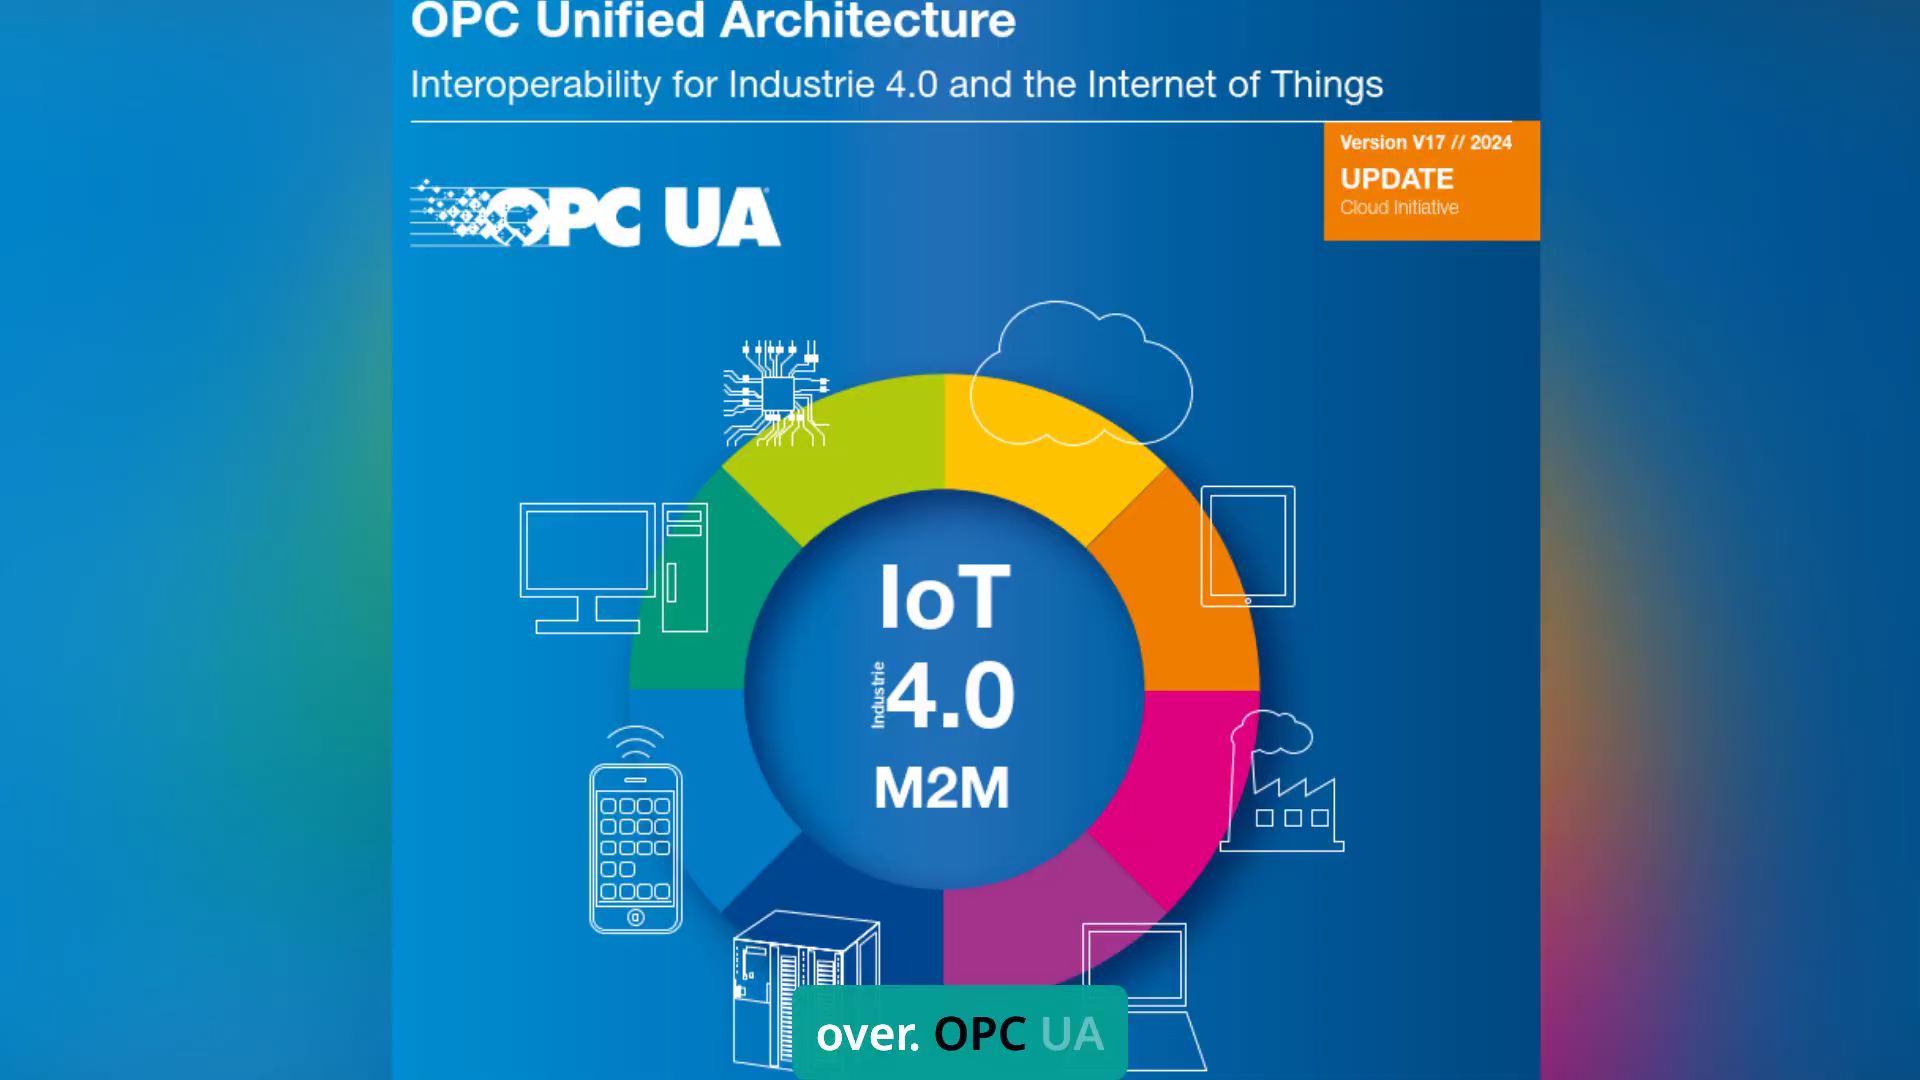 OPC Unified Architecture
Interoperability for Industrie 4.0 and the Internet of Things
Version V17 // 2024
UPDATE
Cloud Initiative
OPC UA
IoT
Industrie 4.0
M2M
over. OPC UA